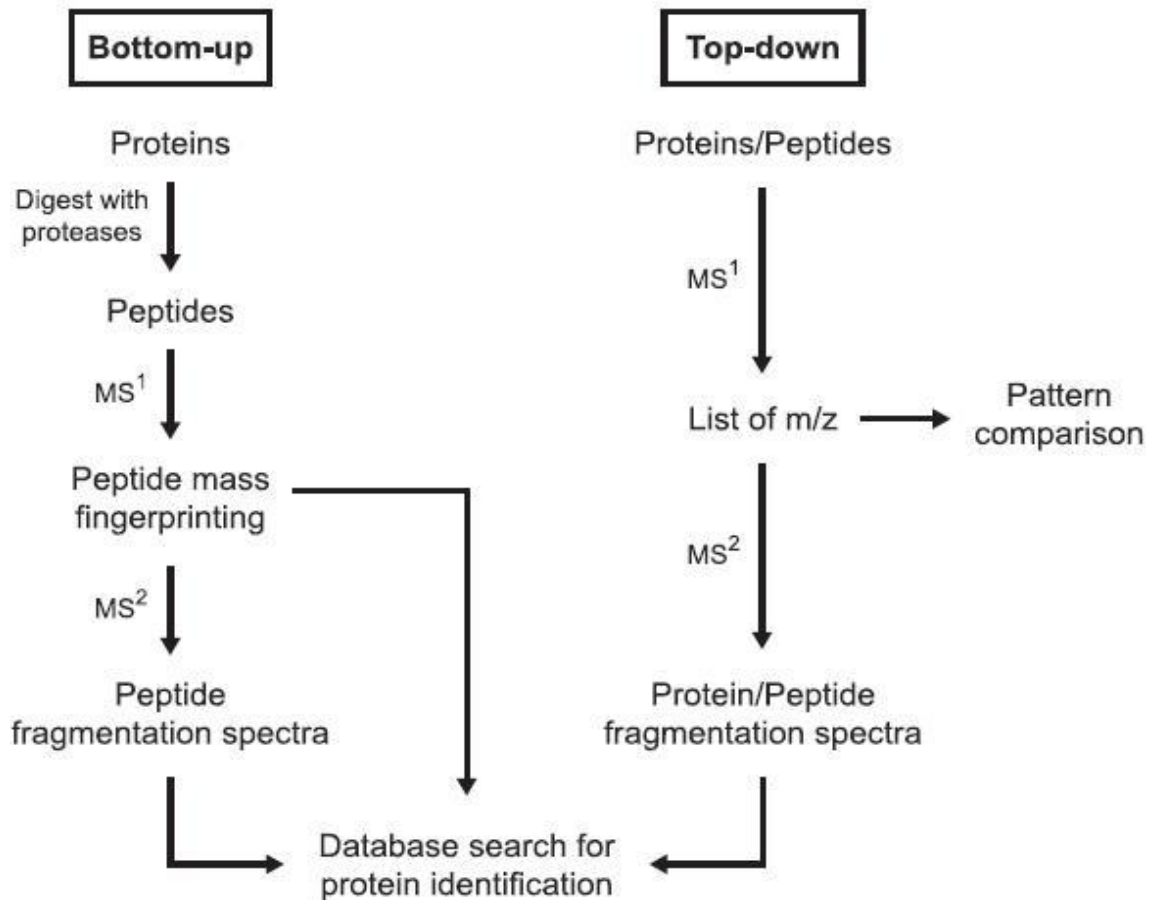 Bottom-up
Proteins
Digest with
proteases
Peptides
MS¹
Peptide mass
fingerprinting
MS²
Peptide
fragmentation spectra
Top-down
Proteins/Peptides
MS¹
List of m/z
Pattern
comparison
MS²
Protein/Peptide
fragmentation spectra
Database search for
protein identification